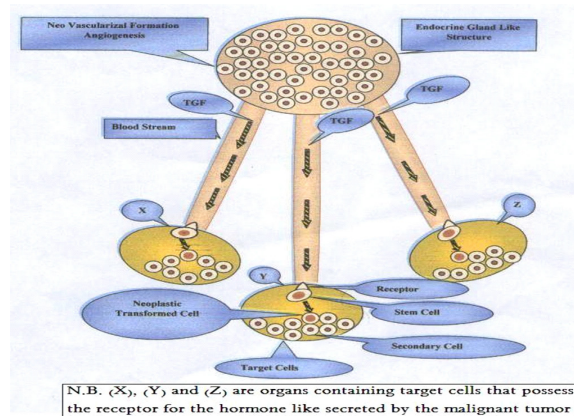 Neo Vascularizal Formation
Angiogenesis
Endocrine Gland Like
Structure
TGF
TGF
TGF
Blood Stream
X
Z
Y
Receptor
Neoplastic
Transformed Cell
Stem Cell
Secondary Cell
Target Cells
N.B. (X), (Y) and (Z) are organs containing target cells that possess
the receptor for the hormone like secreted by the malignant tumor